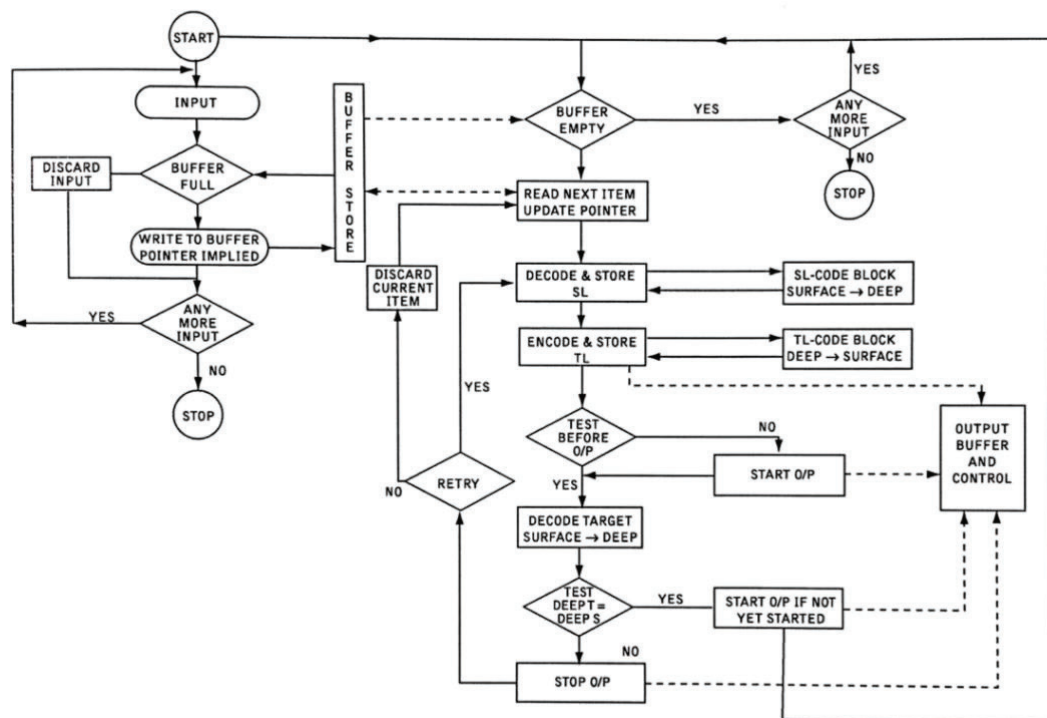 START
INPUT
BUFFER
FULL
DISCARD
INPUT
WRITE TO BUFFER
POINTER IMPLIED
ANY
MORE
INPUT
YES
NO
STOP
B
U
F
F
E
R
S
T
O
R
E
BUFFER
EMPTY
YES
ANY
MORE
INPUT
YES
NO
STOP
READ NEXT ITEM
UPDATE POINTER
DISCARD
CURRENT
ITEM
DECODE & STORE
SL
SL-CODE BLOCK
SURFACE → DEEP
ENCODE & STORE
TL
TL-CODE BLOCK
DEEP → SURFACE
YES
TEST
BEFORE
O/P
NO
START O/P
YES
OUTPUT
BUFFER
AND
CONTROL
RETRY
NO
DECODE TARGET
SURFACE → DEEP
TEST
DEEP T =
DEEP S
YES
START O/P IF NOT
YET STARTED
NO
STOP O/P